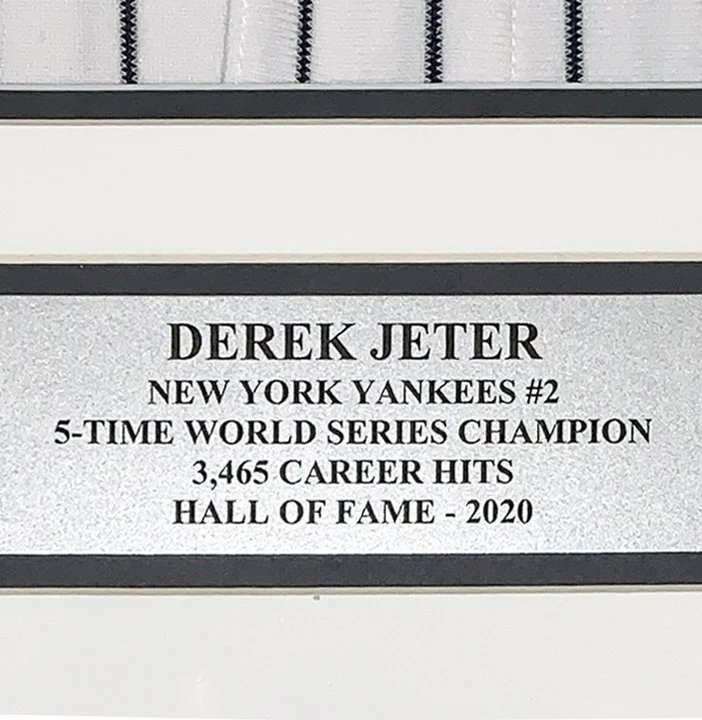 DEREK JETER
NEW YORK YANKEES #2
5-TIME WORLD SERIES CHAMPION
3,465 CAREER HITS
HALL OF FAME - 2020